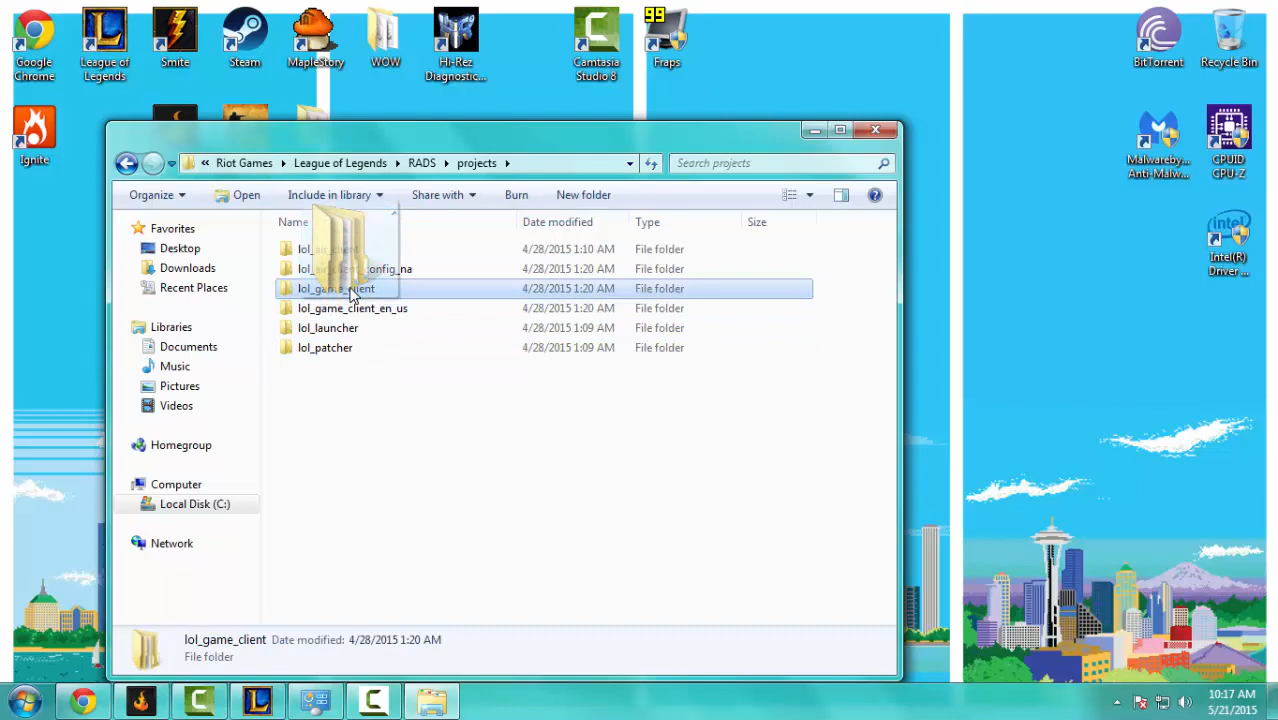 99
Google Chrome
League of Legends
Smite
Steam
MapleStory
WOW
Hi-Rez Diagnostic...
Camtasia Studio 8
Fraps
BitTorrent
Recycle Bin
Ignite
Malwareby... Anti-Malw...
CPUID CPU-Z
Intel(R) Driver ...
« Riot Games League of Legends RADS projects
Search projects
Organize Open Include in library Share with Burn New folder
Name Date modified Type Size
Favorites
Desktop
Downloads
Recent Places
Libraries
Documents
Music
Pictures
Videos
Homegroup
Computer
Local Disk (C:)
Network
lol_air_client 4/28/2015 1:10 AM File folder
lol_air_client_config_na 4/28/2015 1:20 AM File folder
lol_game_client 4/28/2015 1:20 AM File folder
lol_game_client_en_us 4/28/2015 1:20 AM File folder
lol_launcher 4/28/2015 1:09 AM File folder
lol_patcher 4/28/2015 1:09 AM File folder
lol_game_client Date modified: 4/28/2015 1:20 AM
File folder
10:17 AM
5/21/2015